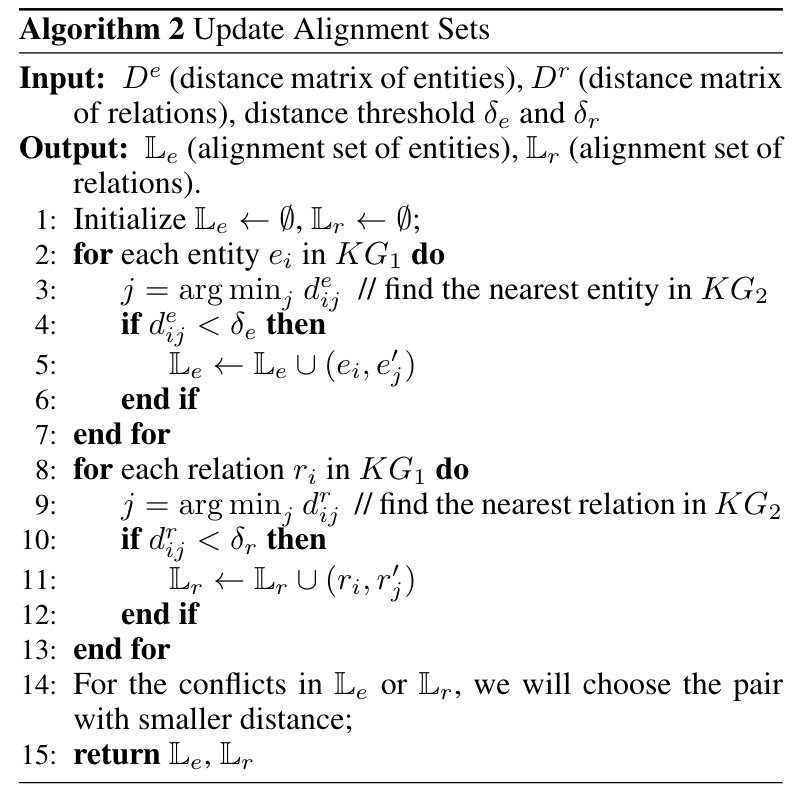 Algorithm 2 Update Alignment Sets
Input: $D^e$ (distance matrix of entities), $D^r$ (distance matrix
of relations), distance threshold $\delta_e$ and $\delta_r$
Output: $\mathbb{L}_e$ (alignment set of entities), $\mathbb{L}_r$ (alignment set of
relations).
1: Initialize $\mathbb{L}_e \leftarrow \emptyset, \mathbb{L}_r \leftarrow \emptyset$;
2: for each entity $e_i$ in $KG_1$ do
3: $j = \arg\min_j d^e_{ij}$ // find the nearest entity in $KG_2$
4: if $d^e_{ij} < \delta_e$ then
5: $\mathbb{L}_e \leftarrow \mathbb{L}_e \cup (e_i, e'_j)$
6: end if
7: end for
8: for each relation $r_i$ in $KG_1$ do
9: $j = \arg\min_j d^r_{ij}$ // find the nearest relation in $KG_2$
10: if $d^r_{ij} < \delta_r$ then
11: $\mathbb{L}_r \leftarrow \mathbb{L}_r \cup (r_i, r'_j)$
12: end if
13: end for
14: For the conflicts in $\mathbb{L}_e$ or $\mathbb{L}_r$, we will choose the pair
with smaller distance;
15: return $\mathbb{L}_e$, $\mathbb{L}_r$